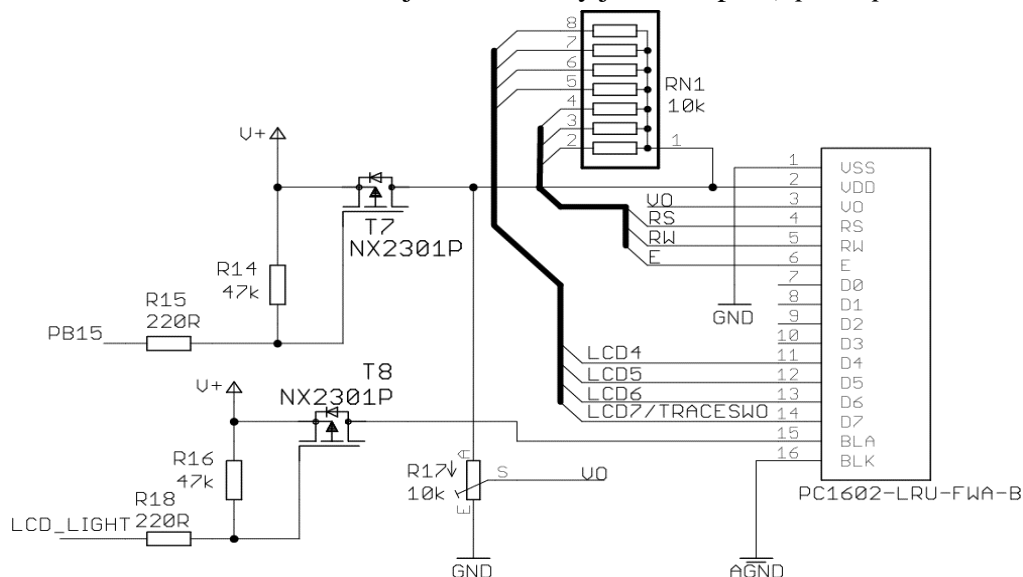 8
7
6
5
4
3
2
1
RN1
10k
V+
T7
NX2301P
R14
47k
R15
220R
PB15
1 VSS
2 VDD
VO 3 VO
RS 4 RS
RW 5 RW
E 6 E
7 D0
8 D1
9 D2
10 D3
LCD4 11 D4
LCD5 12 D5
LCD6 13 D6
LCD7/TRACESWO 14 D7
15 BLA
16 BLK
GND
PC1602-LRU-FWA-B
V+
T8
NX2301P
R16
47k
R18
220R
LCD_LIGHT
A
R17
10k
S
VO
E
GND
AGND